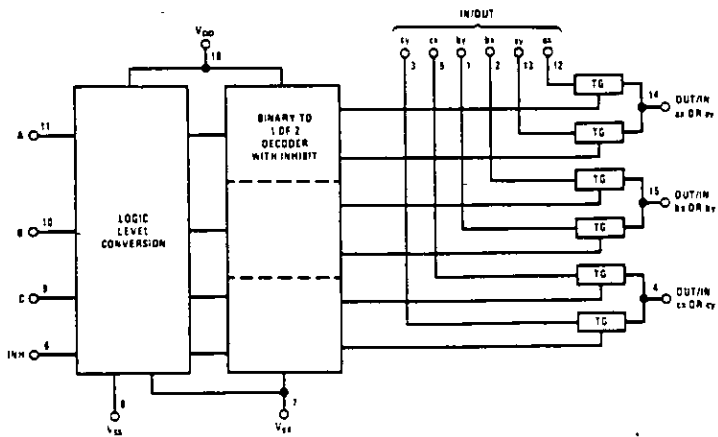 IN/OUT
cy cx by bx ay ax
3 5 1 2 13 12
VDD
16
TG
14
OUT/IN
ax OR ay
TG
A 11
BINARY TO
1 OF 2
DECODER
WITH INHIBIT
TG
15
OUT/IN
bx OR by
TG
LOGIC
LEVEL
CONVERSION
B 10
TG
4
OUT/IN
cx OR cy
TG
C 9
INH 6
8
VSS
7
VEE